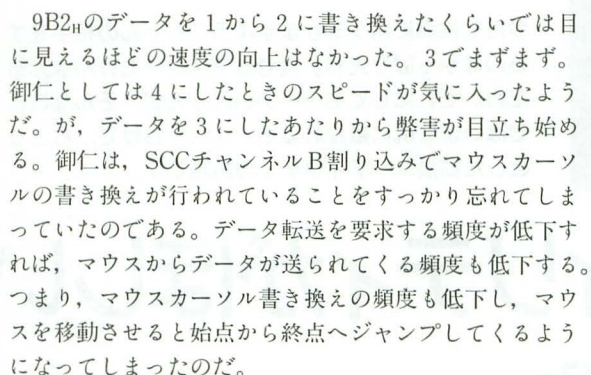 9B2Hのデータを1から2に書き換えたくらいでは目
に見えるほどの速度の向上はなかった。3でまずまず。
御仁としては4にしたときのスピードが気に入ったよう
だ。が，データを3にしたあたりから弊害が目立ち始め
る。御仁は，SCCチャンネルB割り込みでマウスカーソ
ルの書き換えが行われていることをすっかり忘れてしま
っていたのである。データ転送を要求する頻度が低下す
れば，マウスからデータが送られてくる頻度も低下する。
つまり，マウスカーソル書き換えの頻度も低下し，マウ
スを移動させると始点から終点へジャンプしてくるよう
になってしまったのだ。